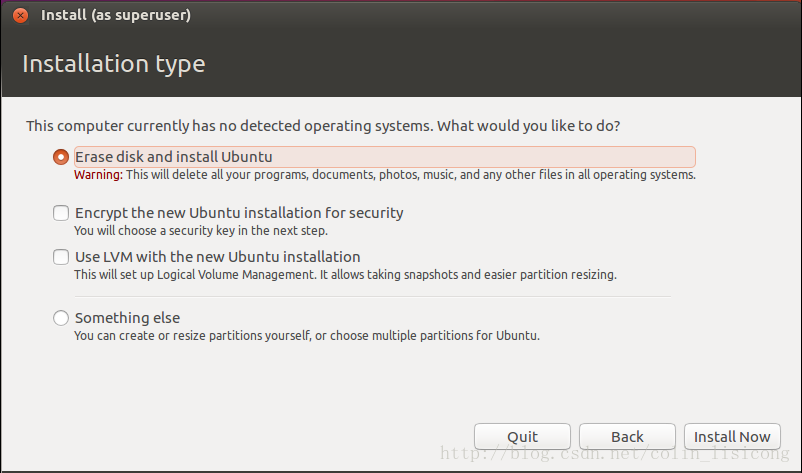 Install (as superuser)
Installation type
This computer currently has no detected operating systems. What would you like to do?
Erase disk and install Ubuntu
Warning: This will delete all your programs, documents, photos, music, and any other files in all operating systems.
Encrypt the new Ubuntu installation for security
You will choose a security key in the next step.
Use LVM with the new Ubuntu installation
This will set up Logical Volume Management. It allows taking snapshots and easier partition resizing.
Something else
You can create or resize partitions yourself, or choose multiple partitions for Ubuntu.
Quit Back Install Now
http://blog.csdn.net/colin_lisicong